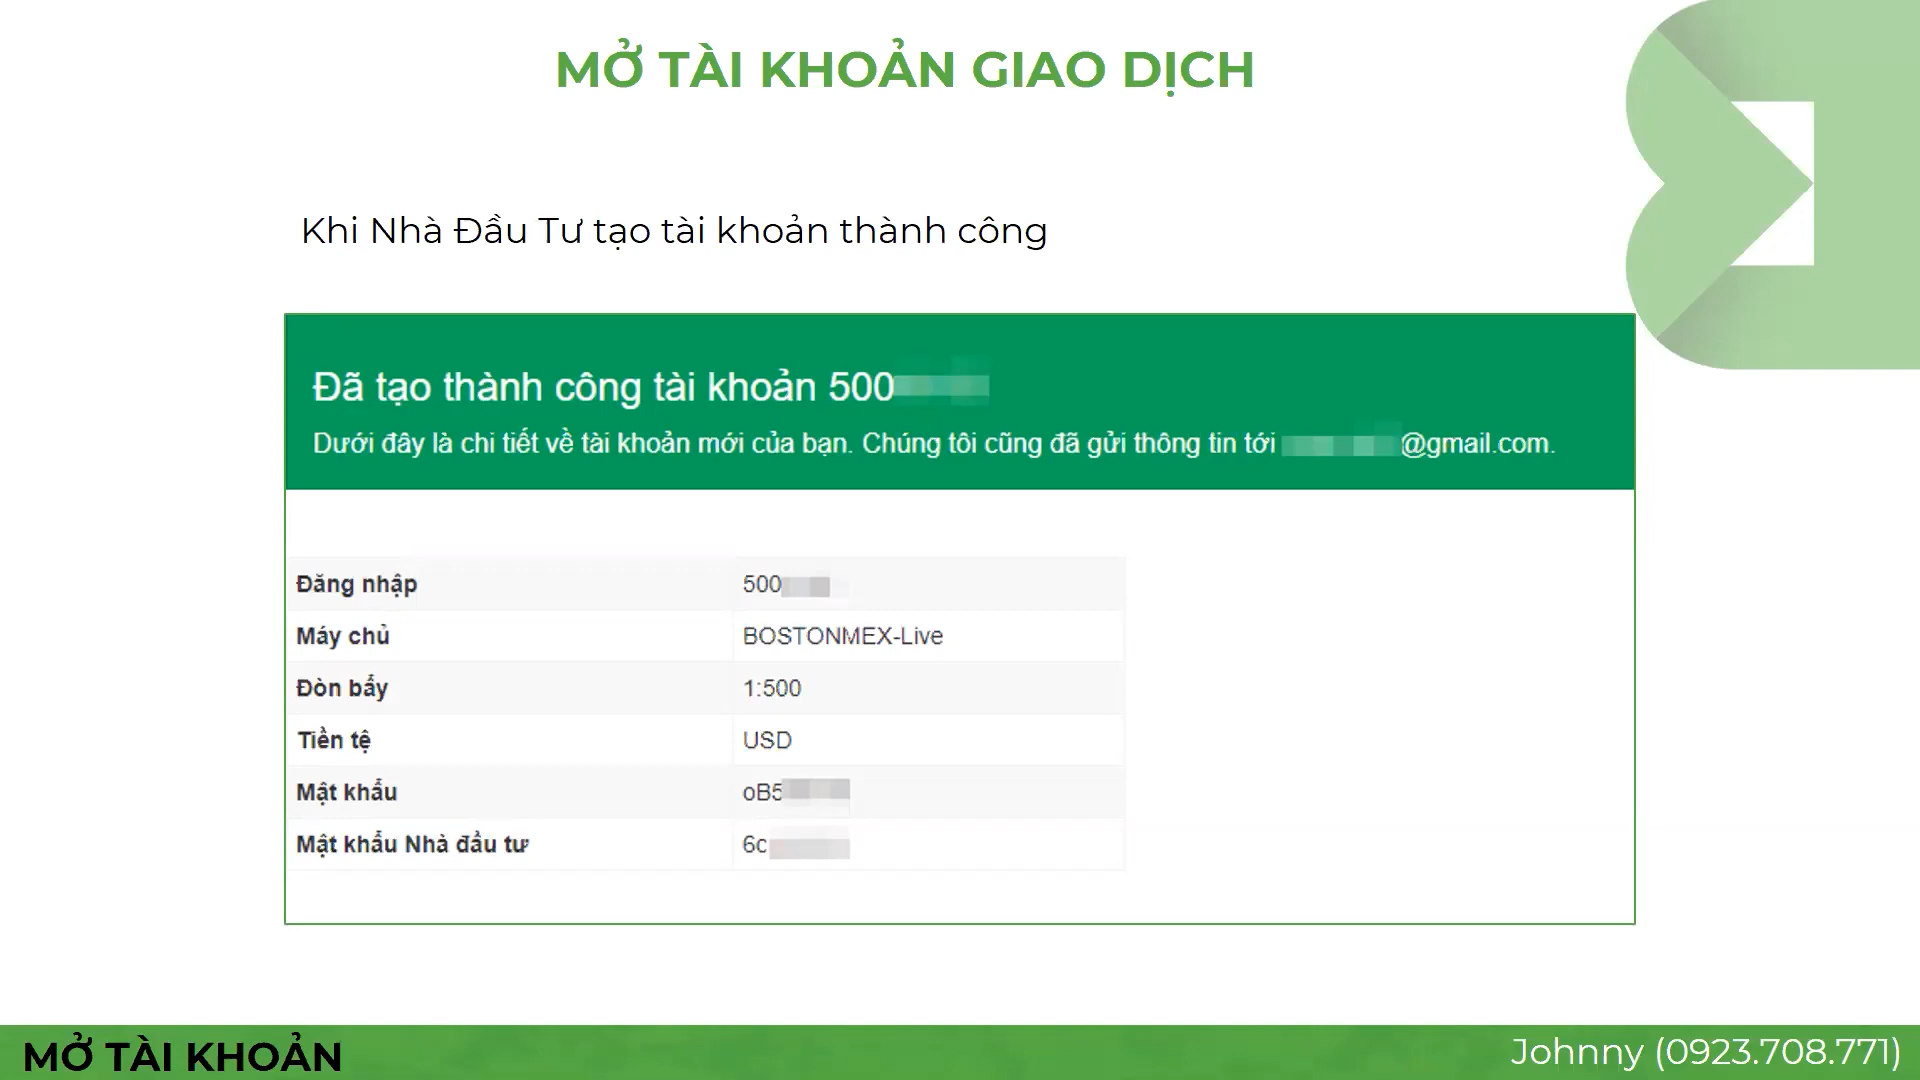 MỞ TÀI KHOẢN GIAO DỊCH
Khi Nhà Đầu Tư tạo tài khoản thành công
Đã tạo thành công tài khoản 500
Dưới đây là chi tiết về tài khoản mới của bạn. Chúng tôi cũng đã gửi thông tin tới @gmail.com.
Đăng nhập 500
Máy chủ BOSTONMEX-Live
Đòn bẩy 1:500
Tiền tệ USD
Mật khẩu oB5
Mật khẩu Nhà đầu tư 6c
MỞ TÀI KHOẢN
Johnny (0923.708.771)